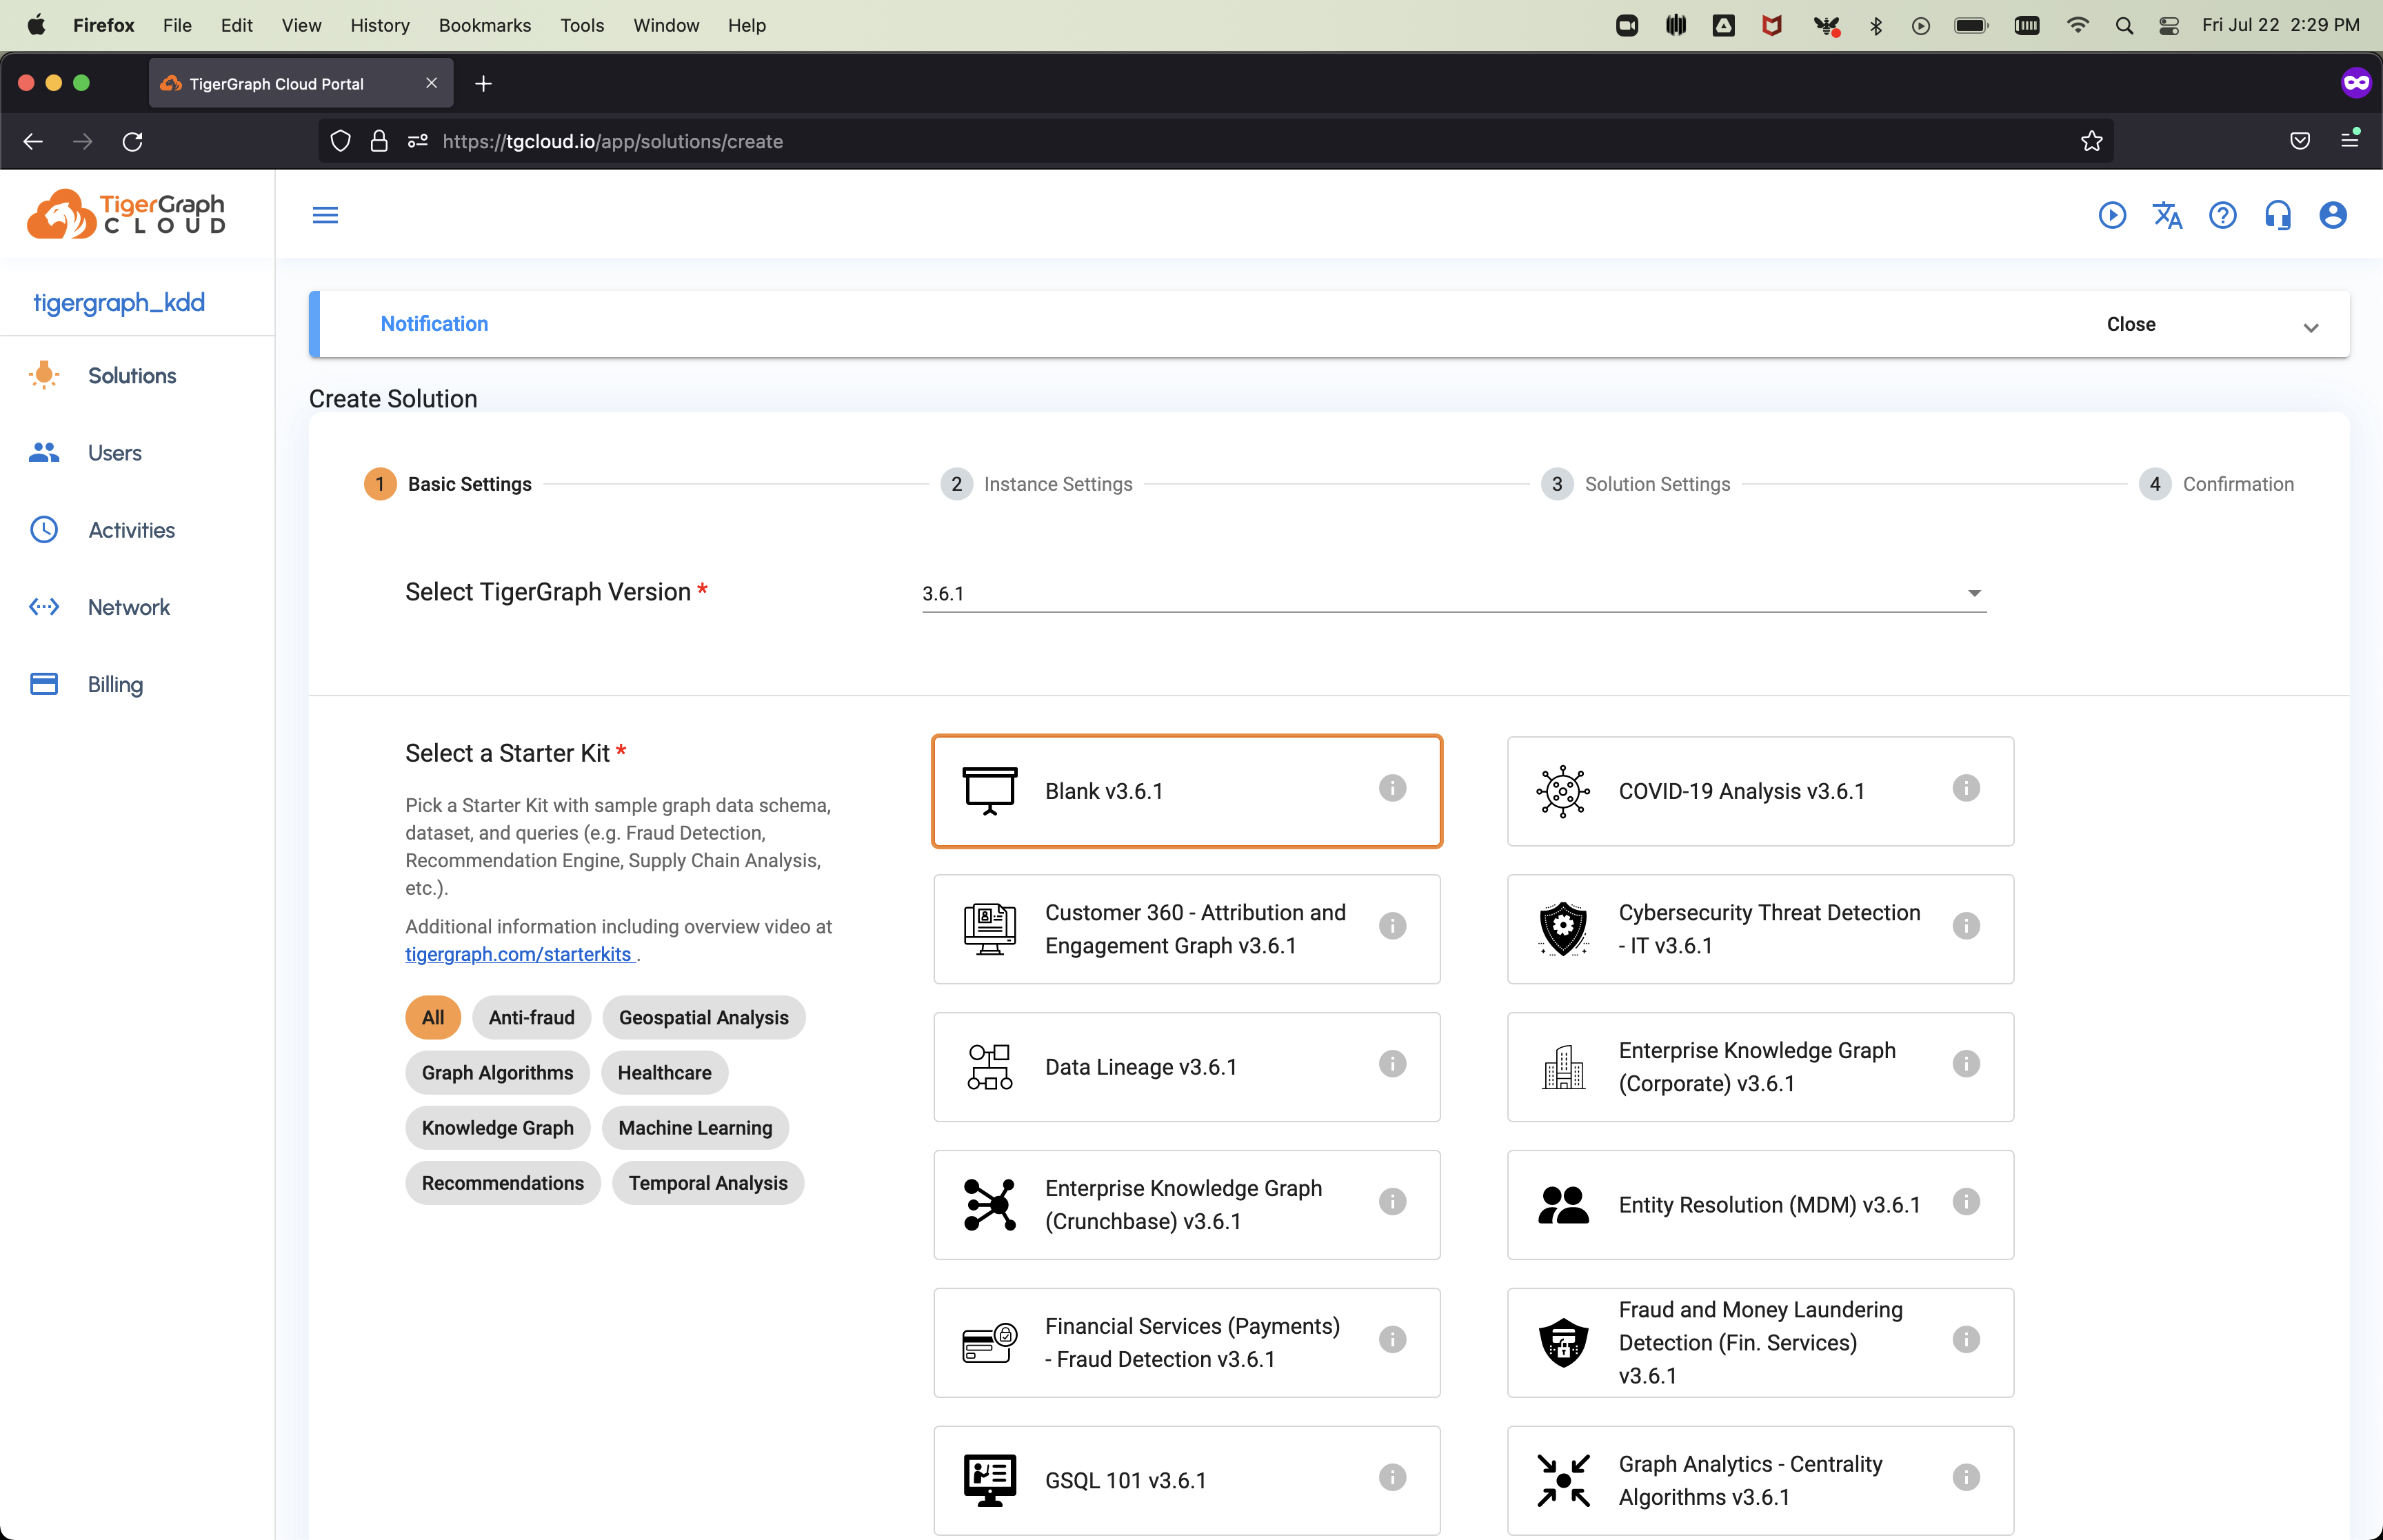 Firefox File Edit View History Bookmarks Tools Window Help Fri Jul 22 2:29 PM
TigerGraph Cloud Portal
https://tgcloud.io/app/solutions/create
TigerGraph
CLOUD
tigergraph_kdd
Solutions
Users
Activities
Network
Billing
Notification Close
Create Solution
1 Basic Settings 2 Instance Settings 3 Solution Settings 4 Confirmation
Select TigerGraph Version * 3.6.1
Select a Starter Kit *
Pick a Starter Kit with sample graph data schema,
dataset, and queries (e.g. Fraud Detection,
Recommendation Engine, Supply Chain Analysis,
etc.).
Additional information including overview video at
tigergraph.com/starterkits .
All Anti-fraud Geospatial Analysis
Graph Algorithms Healthcare
Knowledge Graph Machine Learning
Recommendations Temporal Analysis
Blank v3.6.1
COVID-19 Analysis v3.6.1
Customer 360 - Attribution and
Engagement Graph v3.6.1
Cybersecurity Threat Detection
- IT v3.6.1
Data Lineage v3.6.1
Enterprise Knowledge Graph
(Corporate) v3.6.1
Enterprise Knowledge Graph
(Crunchbase) v3.6.1
Entity Resolution (MDM) v3.6.1
Financial Services (Payments)
- Fraud Detection v3.6.1
Fraud and Money Laundering
Detection (Fin. Services)
v3.6.1
GSQL 101 v3.6.1
Graph Analytics - Centrality
Algorithms v3.6.1